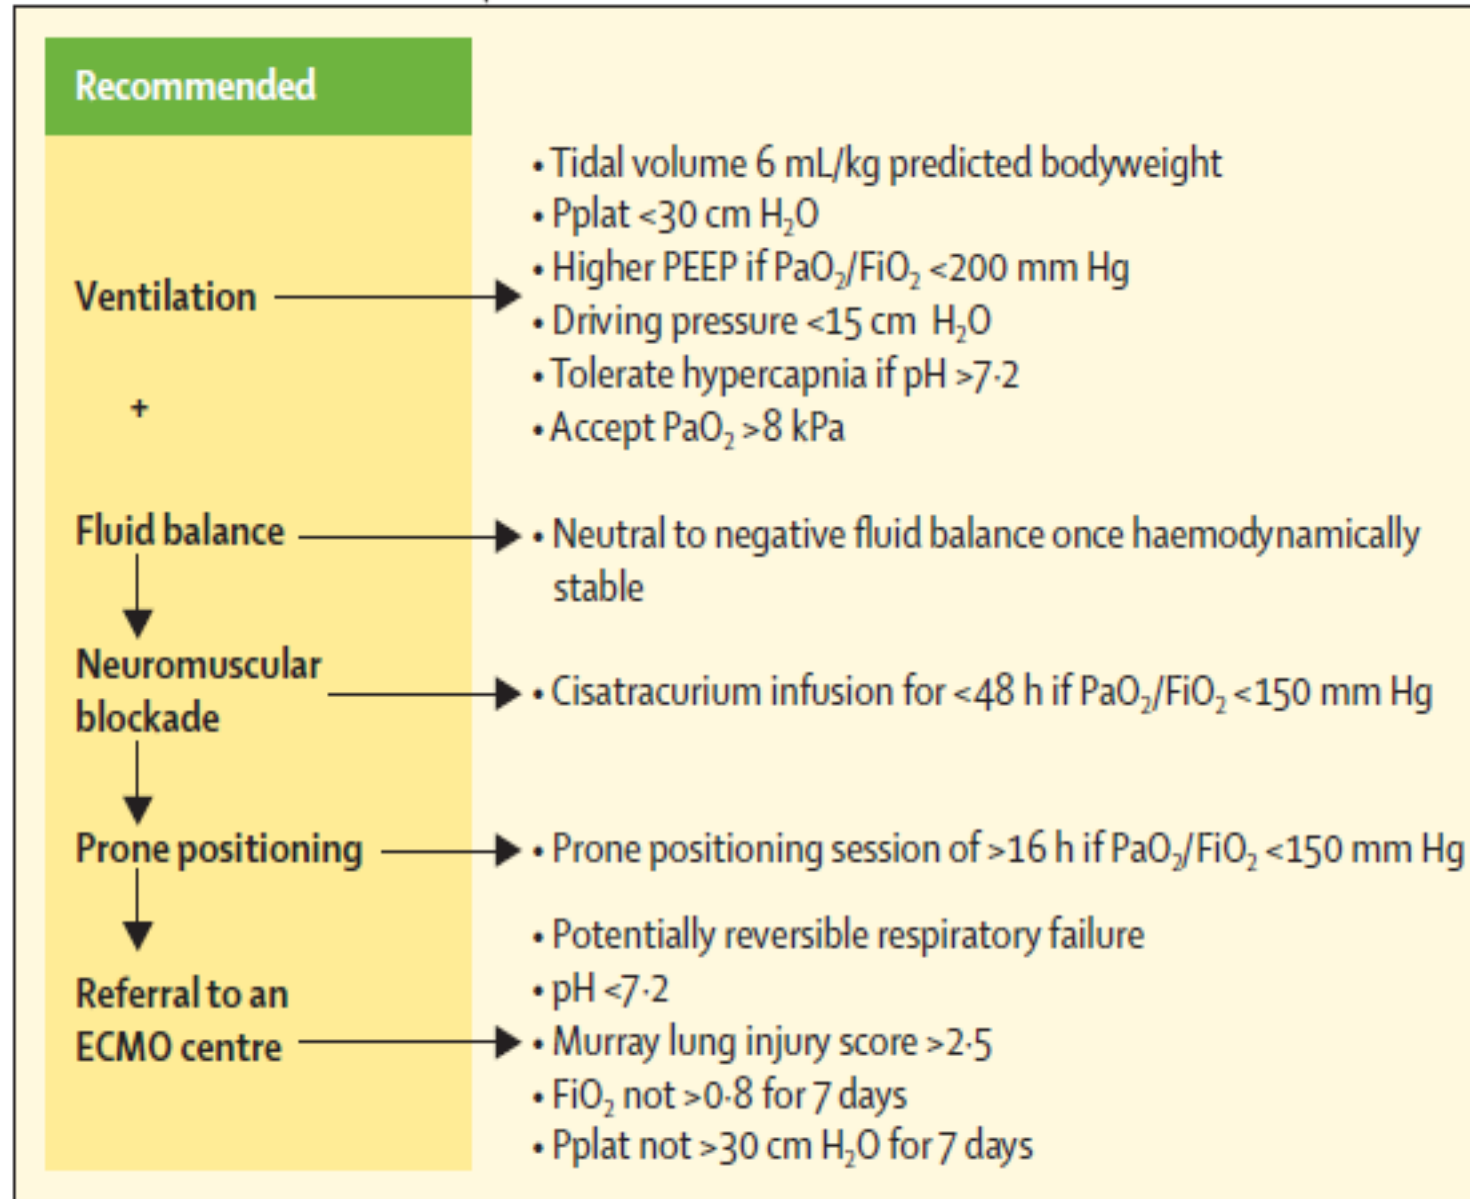 Recommended
• Tidal volume 6 mL/kg predicted bodyweight
• Pplat <30 cm H₂O
• Higher PEEP if PaO₂/FiO₂ <200 mm Hg
Ventilation
• Driving pressure <15 cm H₂O
• Tolerate hypercapnia if pH >7·2
+
• Accept PaO₂ >8 kPa
Fluid balance
• Neutral to negative fluid balance once haemodynamically
stable
Neuromuscular
blockade
• Cisatracurium infusion for <48 h if PaO₂/FiO₂ <150 mm Hg
Prone positioning
• Prone positioning session of >16 h if PaO₂/FiO₂ <150 mm Hg
Referral to an
ECMO centre
• Potentially reversible respiratory failure
• pH <7·2
• Murray lung injury score >2·5
• FiO₂ not >0·8 for 7 days
• Pplat not >30 cm H₂O for 7 days